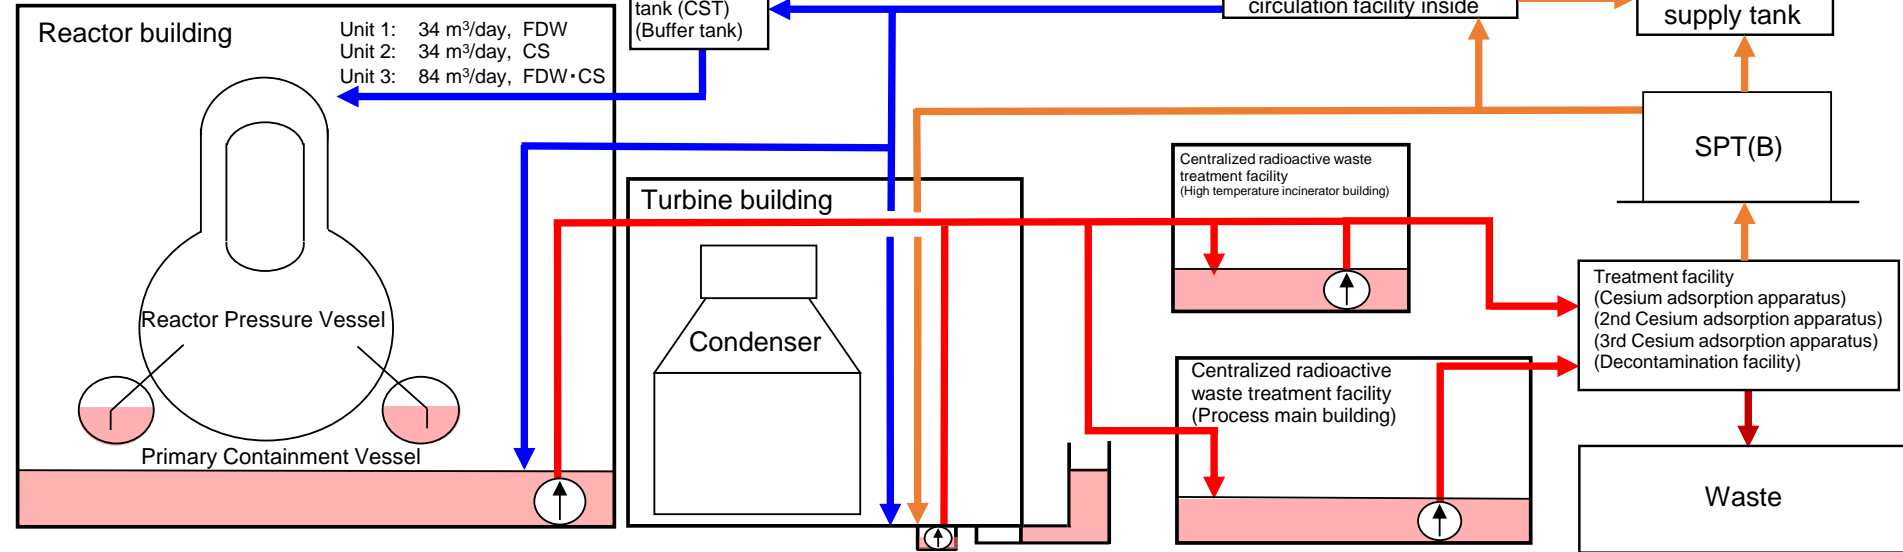 tank (CST)
(Buffer tank)
circulation facility inside
supply tank
Reactor building
Unit 1: 34 m³/day, FDW
Unit 2: 34 m³/day, CS
Unit 3: 84 m³/day, FDW・CS
SPT(B)
Centralized radioactive waste
treatment facility
(High temperature incinerator building)
Turbine building
Treatment facility
(Cesium adsorption apparatus)
(2nd Cesium adsorption apparatus)
(3rd Cesium adsorption apparatus)
(Decontamination facility)
Reactor Pressure Vessel
Condenser
Centralized radioactive
waste treatment facility
(Process main building)
Primary Containment Vessel
Waste